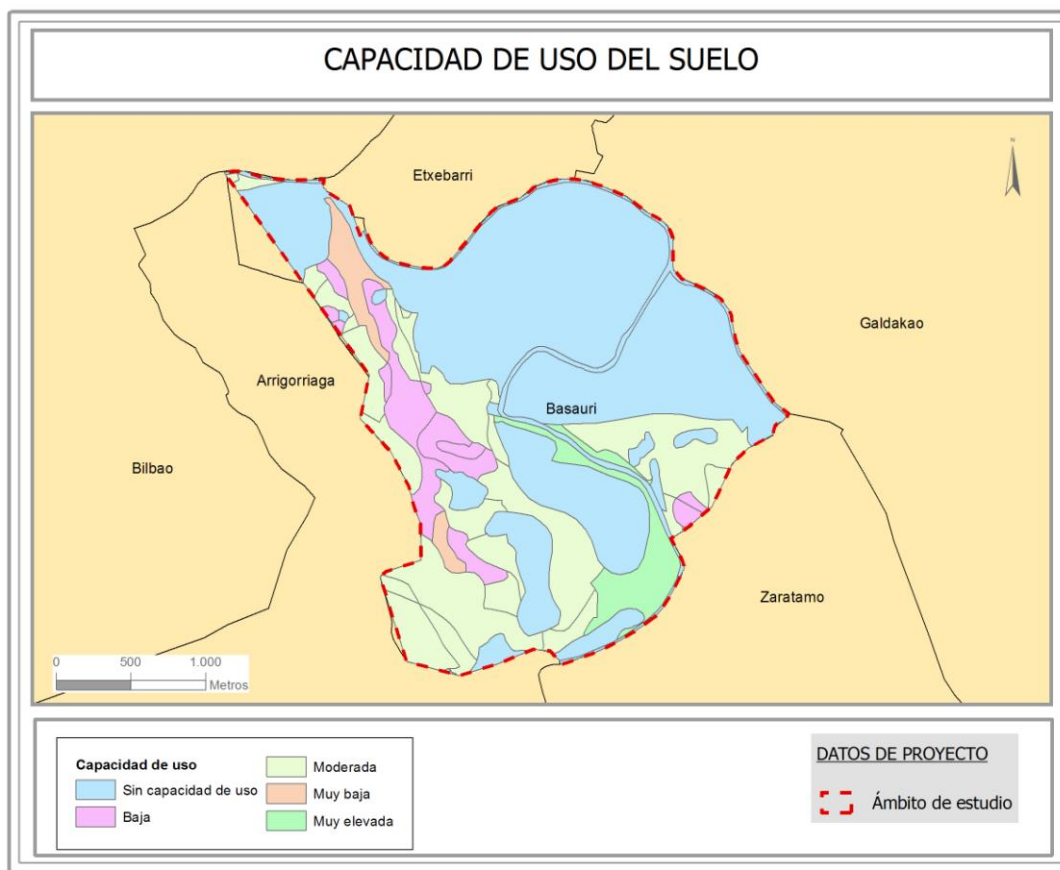 CAPACIDAD DE USO DEL SUELO
N
Etxebarri
Galdakao
Arrigorriaga
Basauri
Bilbao
Zaratamo
0 500 1.000
Metros
Capacidad de uso
Sin capacidad de uso
Baja
Moderada
Muy baja
Muy elevada
DATOS DE PROYECTO
Ámbito de estudio